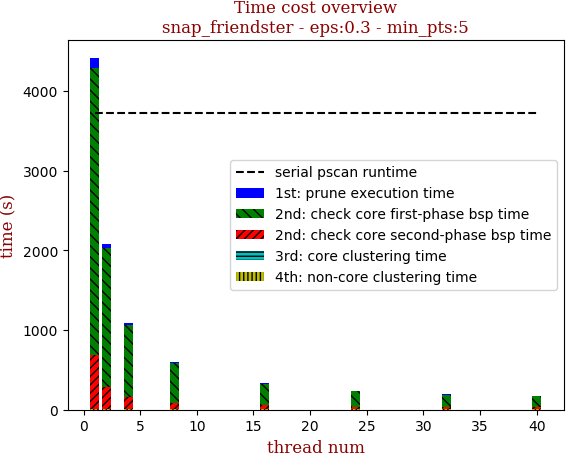 Time cost overview
snap_friendster - eps:0.3 - min_pts:5
time (s)
4000
3000
2000
1000
0
serial pscan runtime
1st: prune execution time
2nd: check core first-phase bsp time
2nd: check core second-phase bsp time
3rd: core clustering time
4th: non-core clustering time
0 5 10 15 20 25 30 35 40
thread num